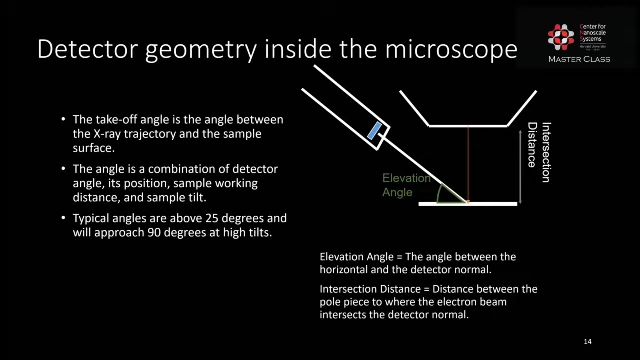 Detector geometry inside the microscope
Center for
Nanoscale
Systems
Harvard University
MASTER CLASS
• The take-off angle is the angle between
the X-ray trajectory and the sample
surface.
• The angle is a combination of detector
angle, its position, sample working
distance, and sample tilt.
• Typical angles are above 25 degrees and
will approach 90 degrees at high tilts.
Elevation
Angle
Intersection
Distance
Elevation Angle = The angle between the
horizontal and the detector normal.
Intersection Distance = Distance between the
pole piece to where the electron beam
intersects the detector normal.
14